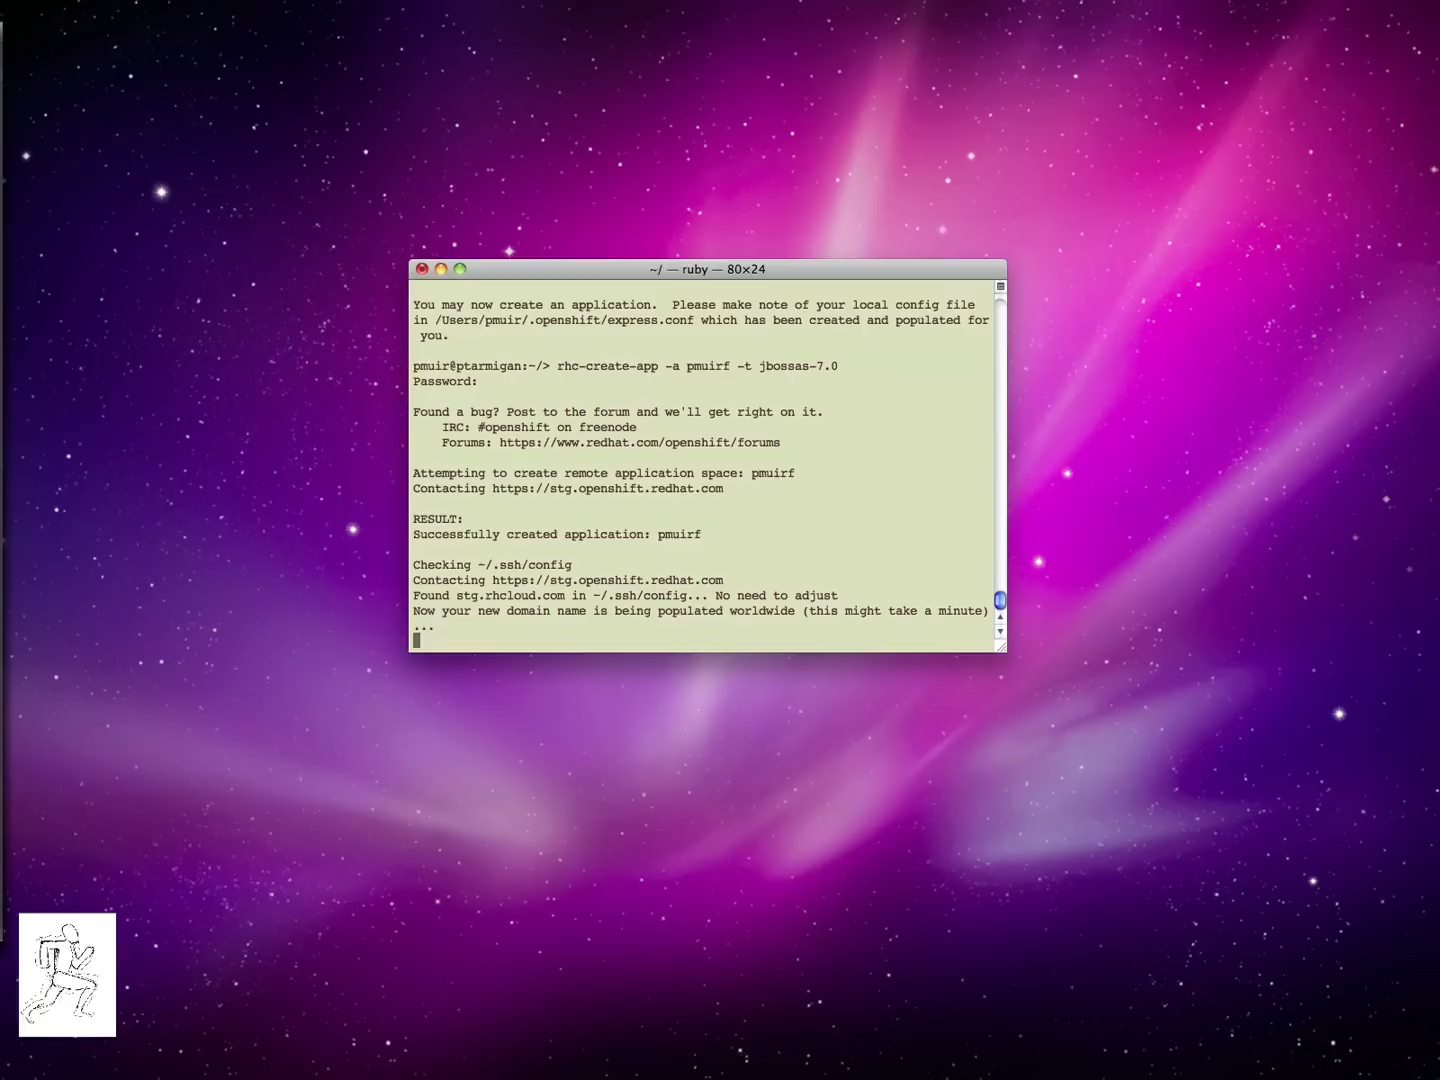 ~/ — ruby — 80×24
You may now create an application.  Please make note of your local config file
in /Users/pmuir/.openshift/express.conf which has been created and populated for
 you.
pmuir@ptarmigan:~/> rhc-create-app -a pmuirf -t jbossas-7.0
Password:
Found a bug? Post to the forum and we'll get right on it.
    IRC: #openshift on freenode
    Forums: https://www.redhat.com/openshift/forums
Attempting to create remote application space: pmuirf
Contacting https://stg.openshift.redhat.com
RESULT:
Successfully created application: pmuirf
Checking ~/.ssh/config
Contacting https://stg.openshift.redhat.com
Found stg.rhcloud.com in ~/.ssh/config... No need to adjust
Now your new domain name is being populated worldwide (this might take a minute)
...